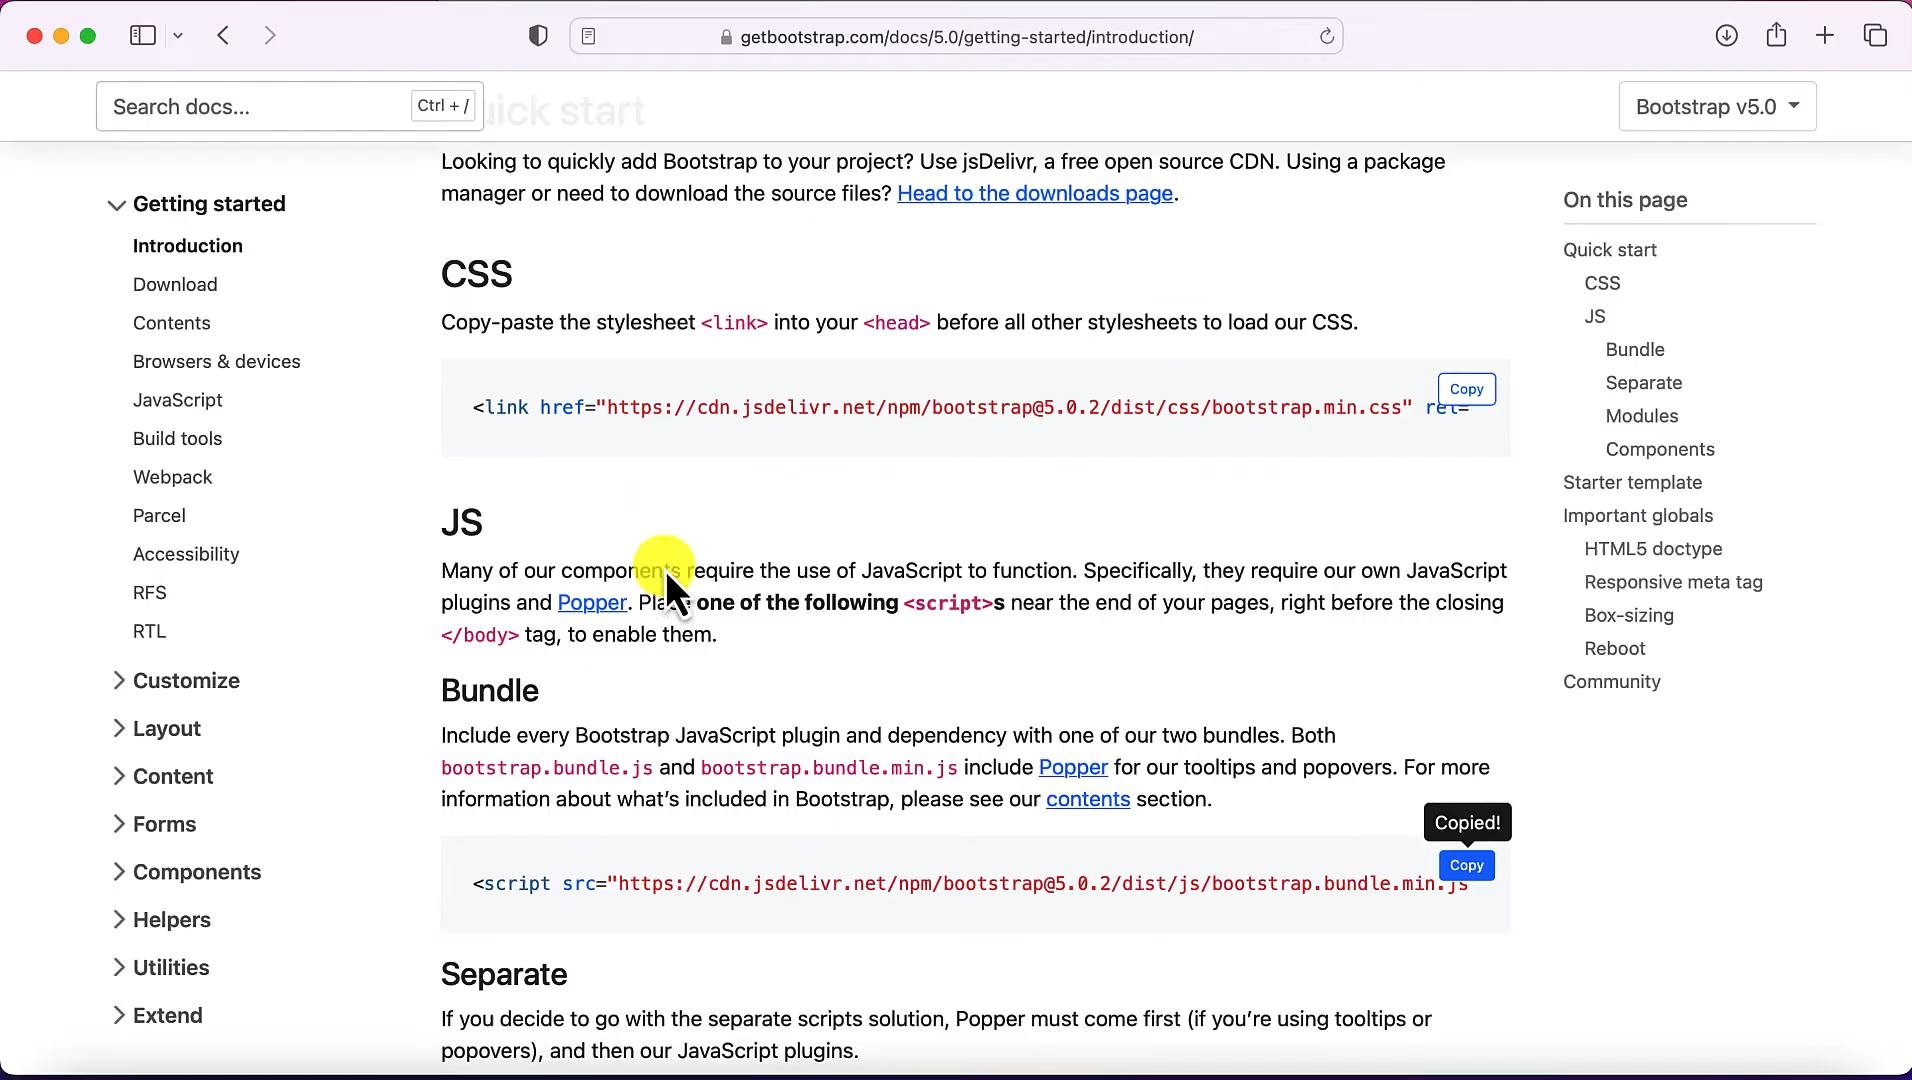 getbootstrap.com/docs/5.0/getting-started/introduction/
Search docs...
Ctrl + /
uick start
Bootstrap v5.0
Getting started
Introduction
Download
Contents
Browsers & devices
JavaScript
Build tools
Webpack
Parcel
Accessibility
RFS
RTL
Customize
Layout
Content
Forms
Components
Helpers
Utilities
Extend
Looking to quickly add Bootstrap to your project? Use jsDelivr, a free open source CDN. Using a package
manager or need to download the source files? Head to the downloads page.
CSS
Copy-paste the stylesheet <link> into your <head> before all other stylesheets to load our CSS.
Copy
<link href="https://cdn.jsdelivr.net/npm/bootstrap@5.0.2/dist/css/bootstrap.min.css" rel=
JS
Many of our components require the use of JavaScript to function. Specifically, they require our own JavaScript
plugins and Popper. Place one of the following <script>s near the end of your pages, right before the closing
</body> tag, to enable them.
Bundle
Include every Bootstrap JavaScript plugin and dependency with one of our two bundles. Both
bootstrap.bundle.js and bootstrap.bundle.min.js include Popper for our tooltips and popovers. For more
information about what's included in Bootstrap, please see our contents section.
Copied!
Copy
<script src="https://cdn.jsdelivr.net/npm/bootstrap@5.0.2/dist/js/bootstrap.bundle.min.js
Separate
If you decide to go with the separate scripts solution, Popper must come first (if you're using tooltips or
popovers), and then our JavaScript plugins.
On this page
Quick start
CSS
JS
Bundle
Separate
Modules
Components
Starter template
Important globals
HTML5 doctype
Responsive meta tag
Box-sizing
Reboot
Community